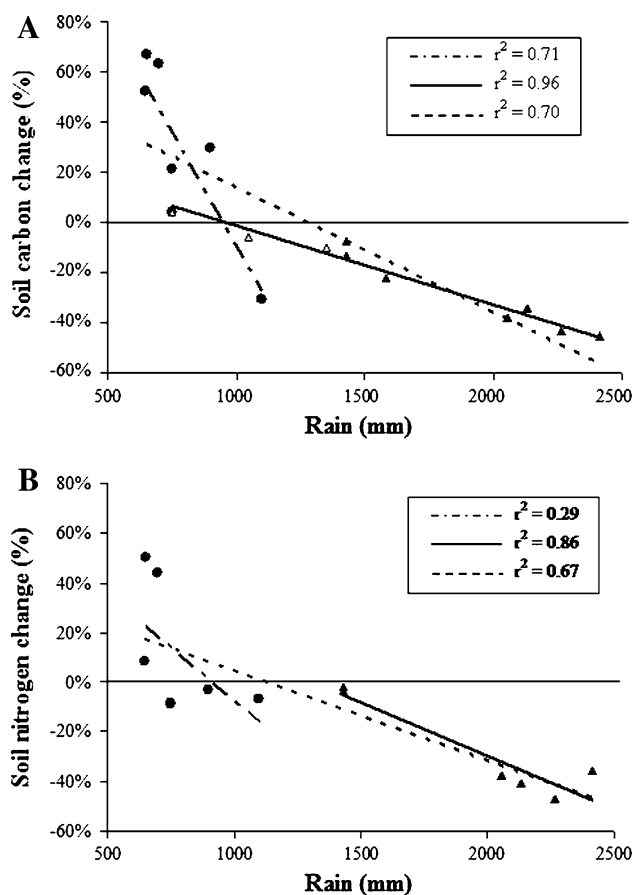 A
80%
60%
40%
20%
0%
-20%
-40%
-60%
Soil carbon change (%)
r² = 0.71
r² = 0.96
r² = 0.70
500 1000 1500 2000 2500
Rain (mm)
B
80%
60%
40%
20%
0%
-20%
-40%
-60%
Soil nitrogen change (%)
r² = 0.29
r² = 0.86
r² = 0.67
500 1000 1500 2000 2500
Rain (mm)